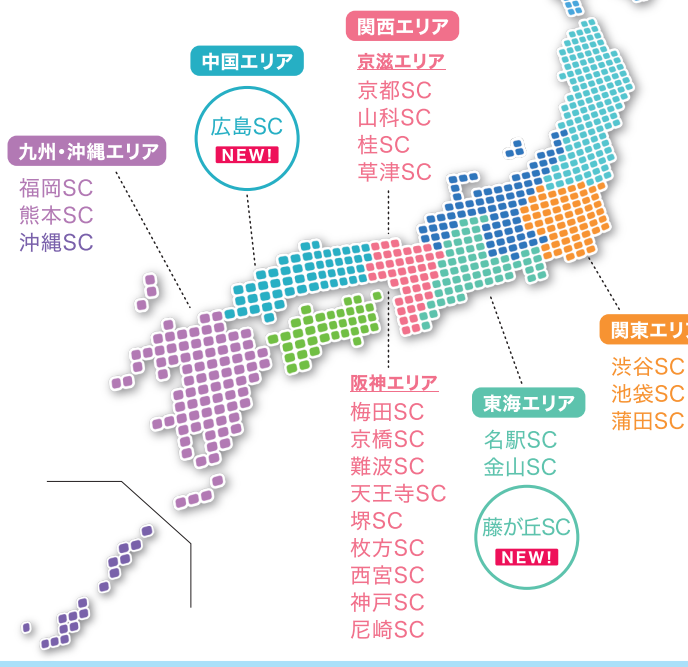 関西エリア
京滋エリア
京都SC
山科SC
桂SC
草津SC
中国エリア
広島SC
NEW!
九州・沖縄エリア
福岡SC
熊本SC
沖縄SC
関東エリ
渋谷SC
池袋SC
蒲田SC
阪神エリア
梅田SC
京橋SC
難波SC
天王寺SC
堺SC
枚方SC
西宮SC
神戸SC
尼崎SC
東海エリア
名駅SC
金山SC
藤が丘SC
NEW!